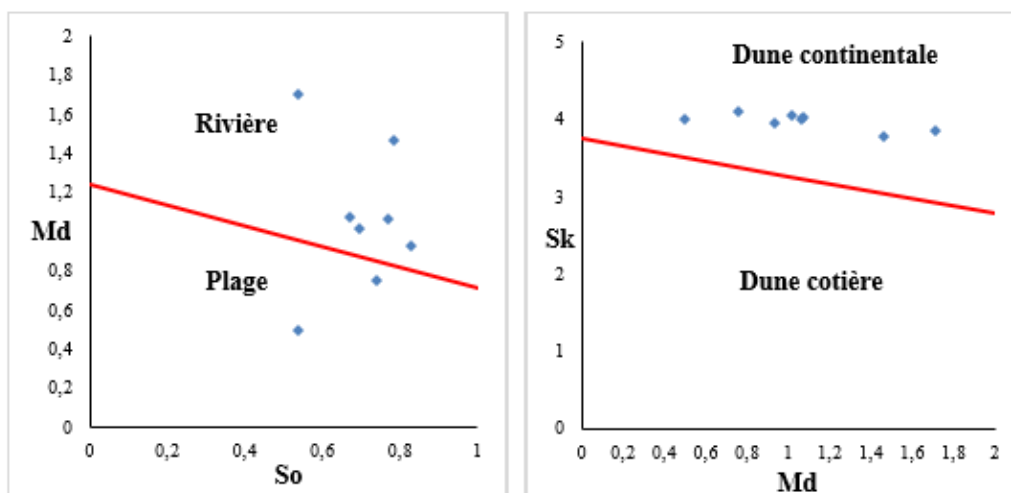 2
1,8
1,6
1,4
1,2
Md
1
0,8
0,6
0,4
0,2
0
Rivière
Plage
0 0,2 0,4 0,6 0,8 1
So
5
4
3
Sk
2
1
0
Dune continentale
Dune cotière
0 0,2 0,4 0,6 0,8 1 1,2 1,4 1,6 1,8 2
Md